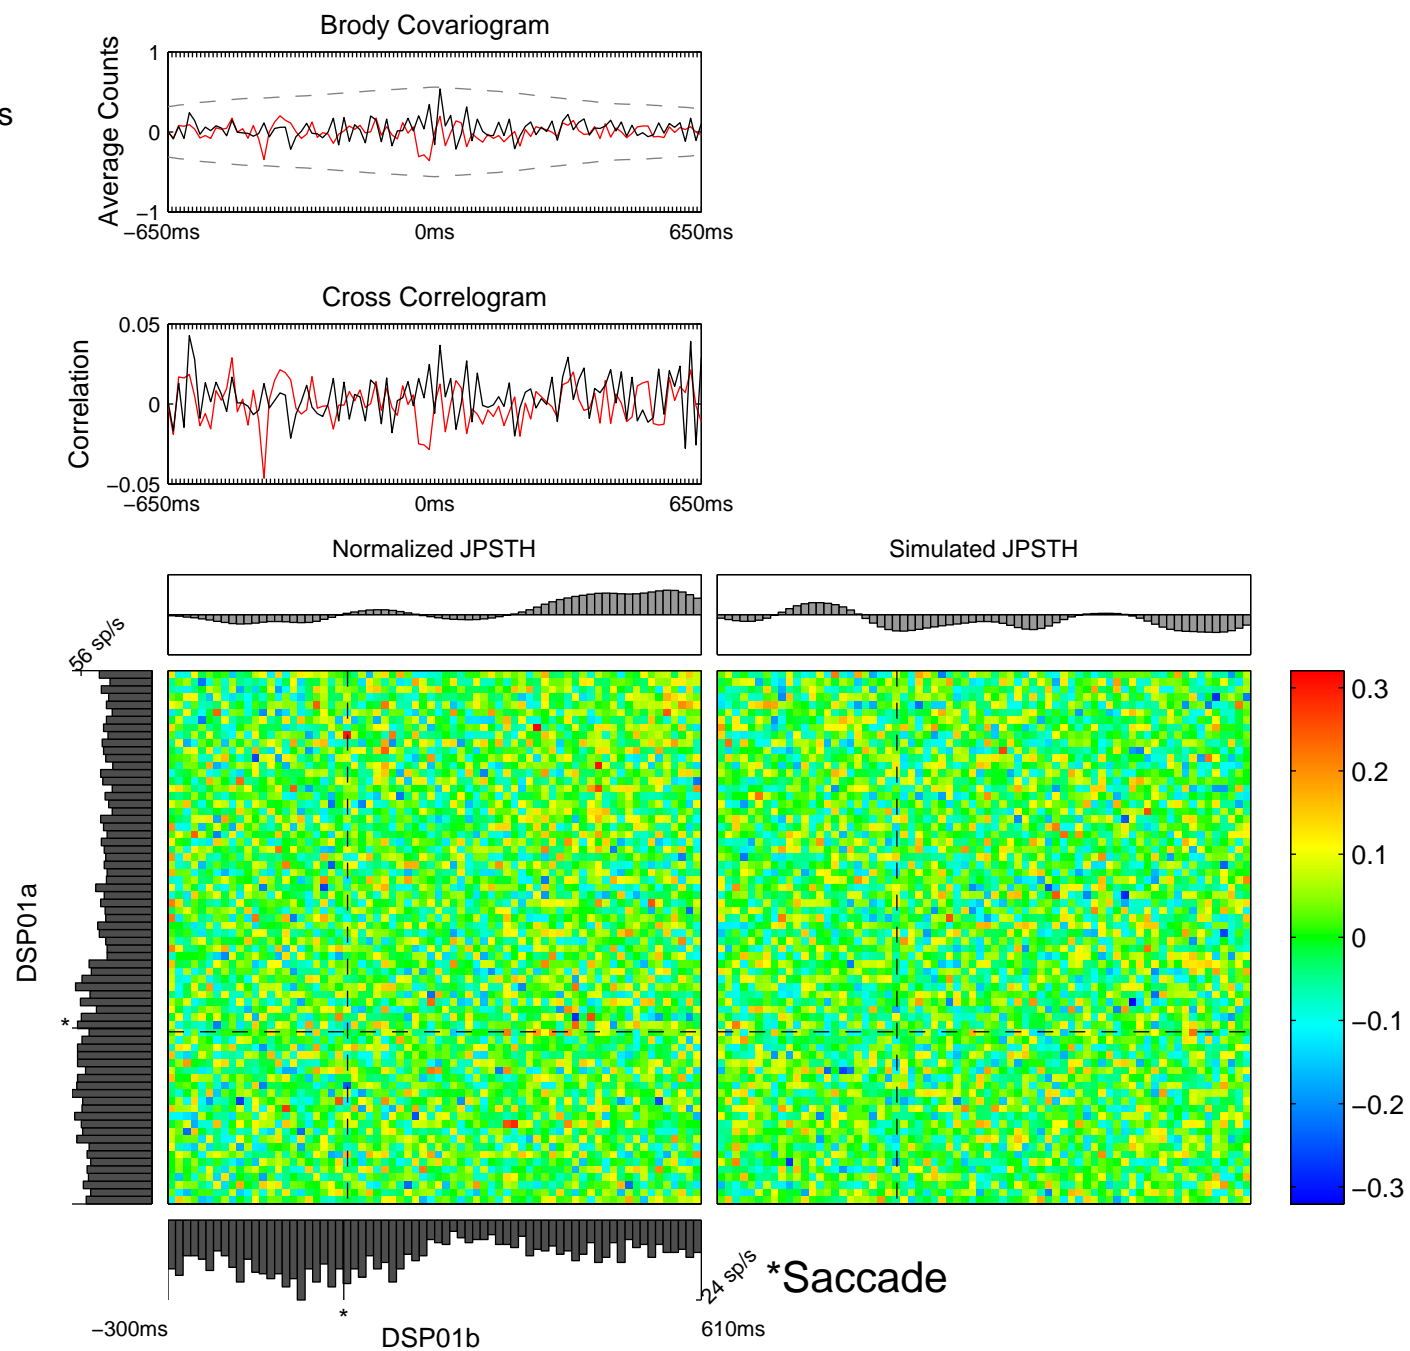 Brody Covariogram
s
Average Counts
1
0
−1
−650ms 0ms 650ms
Cross Correlogram
Correlation
0.05
0
−0.05
−650ms 0ms 650ms
Normalized JPSTH
Simulated JPSTH
56 sp/s
DSP01a
*
0.3
0.2
0.1
0
−0.1
−0.2
−0.3
24 sp/s
*Saccade
*
−300ms
DSP01b
610ms